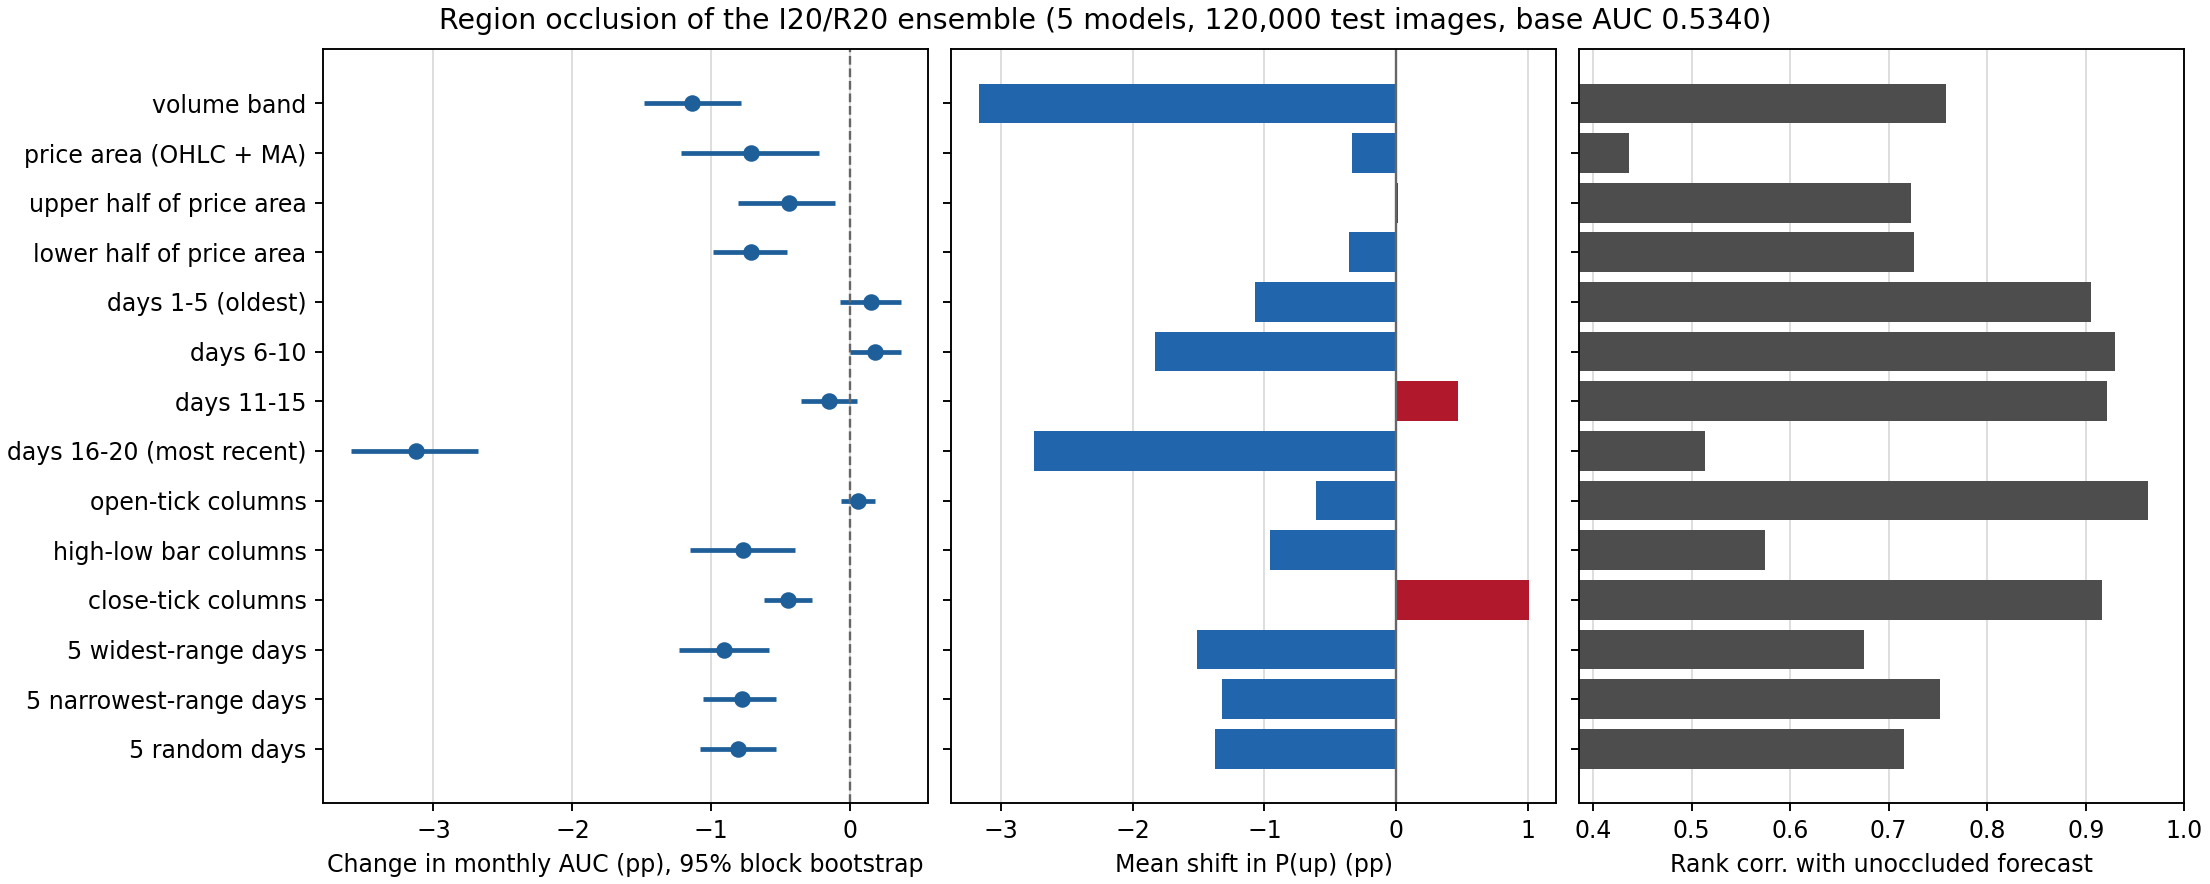 Region occlusion of the I20/R20 ensemble (5 models, 120,000 test images, base AUC 0.5340)
volume band
price area (OHLC + MA)
upper half of price area
lower half of price area
days 1-5 (oldest)
days 6-10
days 11-15
days 16-20 (most recent)
open-tick columns
high-low bar columns
close-tick columns
5 widest-range days
5 narrowest-range days
5 random days
−3 −2 −1 0
Change in monthly AUC (pp), 95% block bootstrap
−3 −2 −1 0 1
Mean shift in P(up) (pp)
0.4 0.5 0.6 0.7 0.8 0.9 1.0
Rank corr. with unoccluded forecast